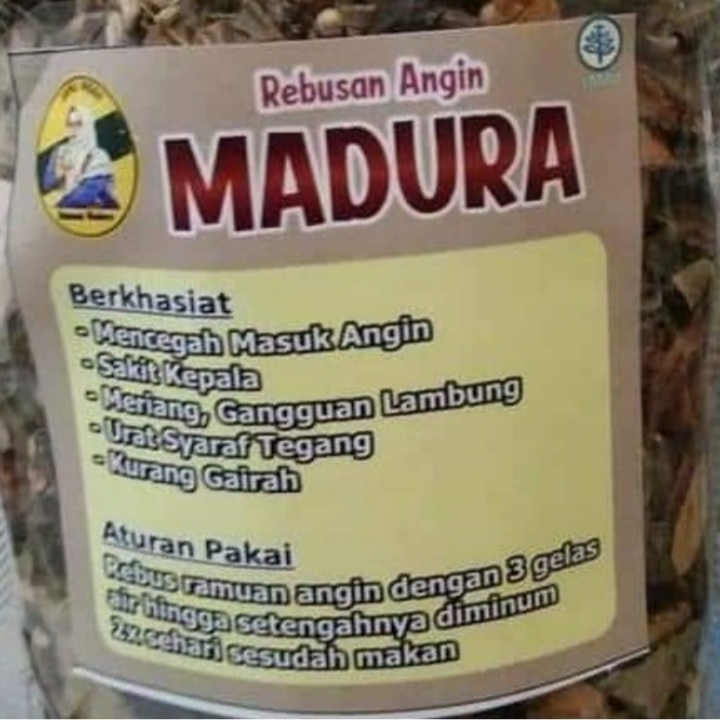 Rebusan Angin
MADURA
Berkhasiat
- Mencegah Masuk Angin
- Sakit Kepala
- Meriang, Gangguan Lambung
- Urat Syaraf Tegang
- Kurang Gairah
Aturan Pakai
Rebus ramuan angin dengan 3 gelas
air hingga setengahnya diminum
2x sehari sesudah makan